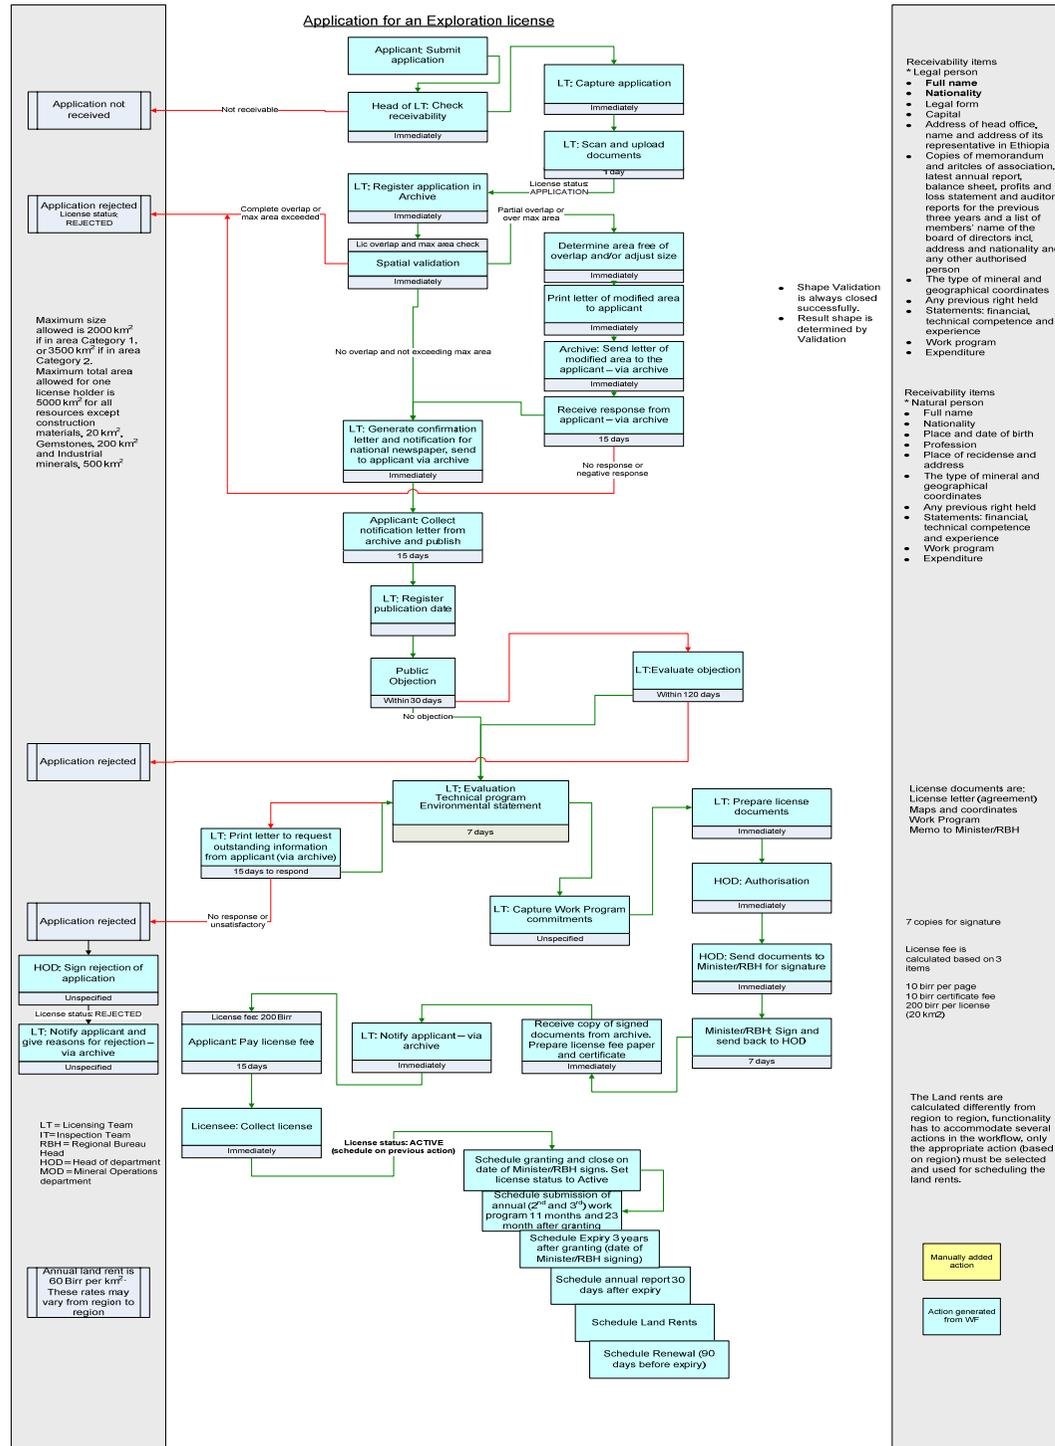 Application for an Exploration license
Applicant: Submit
application
Head of LT: Check
receivability
Immediately
Not receivable
Application not
received
LT: Capture application
Immediately
LT: Scan and upload
documents
1 day
License status:
APPLICATION
LT: Register application in
Archive
Immediately
Application rejected
License status:
REJECTED
Complete overlap or
max area exceeded
Partial overlap or
over max area
Lic overlap and max area check
Spatial validation
Immediately
Determine area free of
overlap and/or adjust size
Immediately
Print letter of modified area
to applicant
Immediately
Archive: Send letter of
modified area to the
applicant – via archive
Immediately
Receive response from
applicant – via archive
15 days
No response or
negative response
No overlap and not exceeding max area
• Shape Validation
is always closed
successfully.
• Result shape is
determined by
Validation
Maximum size
allowed is 2000 km²
if in area Category 1,
or 3500 km² if in area
Category 2.
Maximum total area
allowed for one
license holder is
5000 km² for all
resources except
construction
materials, 20 km²,
Gemstones, 200 km²
and Industrial
minerals, 500 km²
LT: Generate confirmation
letter and notification for
national newspaper, send
to applicant via archive
Immediately
Applicant: Collect
notification letter from
archive and publish
15 days
LT: Register
publication date
Public:
Objection
Within 30 days
No objection
LT:Evaluate objection
Within 120 days
Application rejected
LT: Evaluation
Technical program
Environmental statement
7 days
LT: Print letter to request
outstanding information
from applicant (via archive)
15 days to respond
No response or
unsatisfactory
Application rejected
HOD: Sign rejection of
application
Unspecified
License status: REJECTED
LT: Notify applicant and
give reasons for rejection –
via archive
Unspecified
LT: Capture Work Program
commitments
Unspecified
LT: Prepare license
documents
Immediately
HOD: Authorisation
Immediately
HOD: Send documents to
Minister/RBH for signature
Immediately
Minister/RBH: Sign and
send back to HOD
7 days
Receive copy of signed
documents from archive.
Prepare license fee paper
and certificate
Immediately
LT: Notify applicant – via
archive
Immediately
License fee: 200 Birr
Applicant: Pay license fee
15 days
Licensee: Collect license
Immediately
License status: ACTIVE
(schedule on previous action)
Schedule granting and close on
date of Minister/RBH signs. Set
license status to Active
Schedule submission of
annual (2nd and 3rd) work
program 11 months and 23
month after granting
Schedule Expiry 3 years
after granting (date of
Minister/RBH signing)
Schedule annual report 30
days after expiry
Schedule Land Rents
Schedule Renewal (90
days before expiry)
LT = Licensing Team
IT= Inspection Team
RBH = Regional Bureau
Head
HOD = Head of department
MOD = Mineral Operations
department
Annual land rent is
60 Birr per km².
These rates may
vary from region to
region
Receivability items
* Legal person
• Full name
• Nationality
• Legal form
• Capital
• Address of head office,
name and address of its
representative in Ethiopia
• Copies of memorandum
and aritcles of association,
latest annual report,
balance sheet, profits and
loss statement and auditor
reports for the previous
three years and a list of
members' name of the
board of directors incl,
address and nationality and
any other authorised
person
• The type of mineral and
geographical coordinates
• Any previous right held
• Statements: financial,
technical competence and
experience
• Work program
• Expenditure
Receivability items
* Natural person
• Full name
• Nationality
• Place and date of birth
• Profession
• Place of recidense and
address
• The type of mineral and
geographical
coordinates
• Any previous right held
• Statements: financial,
technical competence
and experience
• Work program
• Expenditure
License documents are:
License letter (agreement)
Maps and coordinates
Work Program
Memo to Minister/RBH
7 copies for signature
License fee is
calculated based on 3
items
10 birr per page
10 birr certificate fee
200 birr per license
(20 km2)
The Land rents are
calculated differently from
region to region, functionality
has to accommodate several
actions in the workflow, only
the appropriate action (based
on region) must be selected
and used for scheduling the
land rents.
Manually added
action
Action generated
from WF